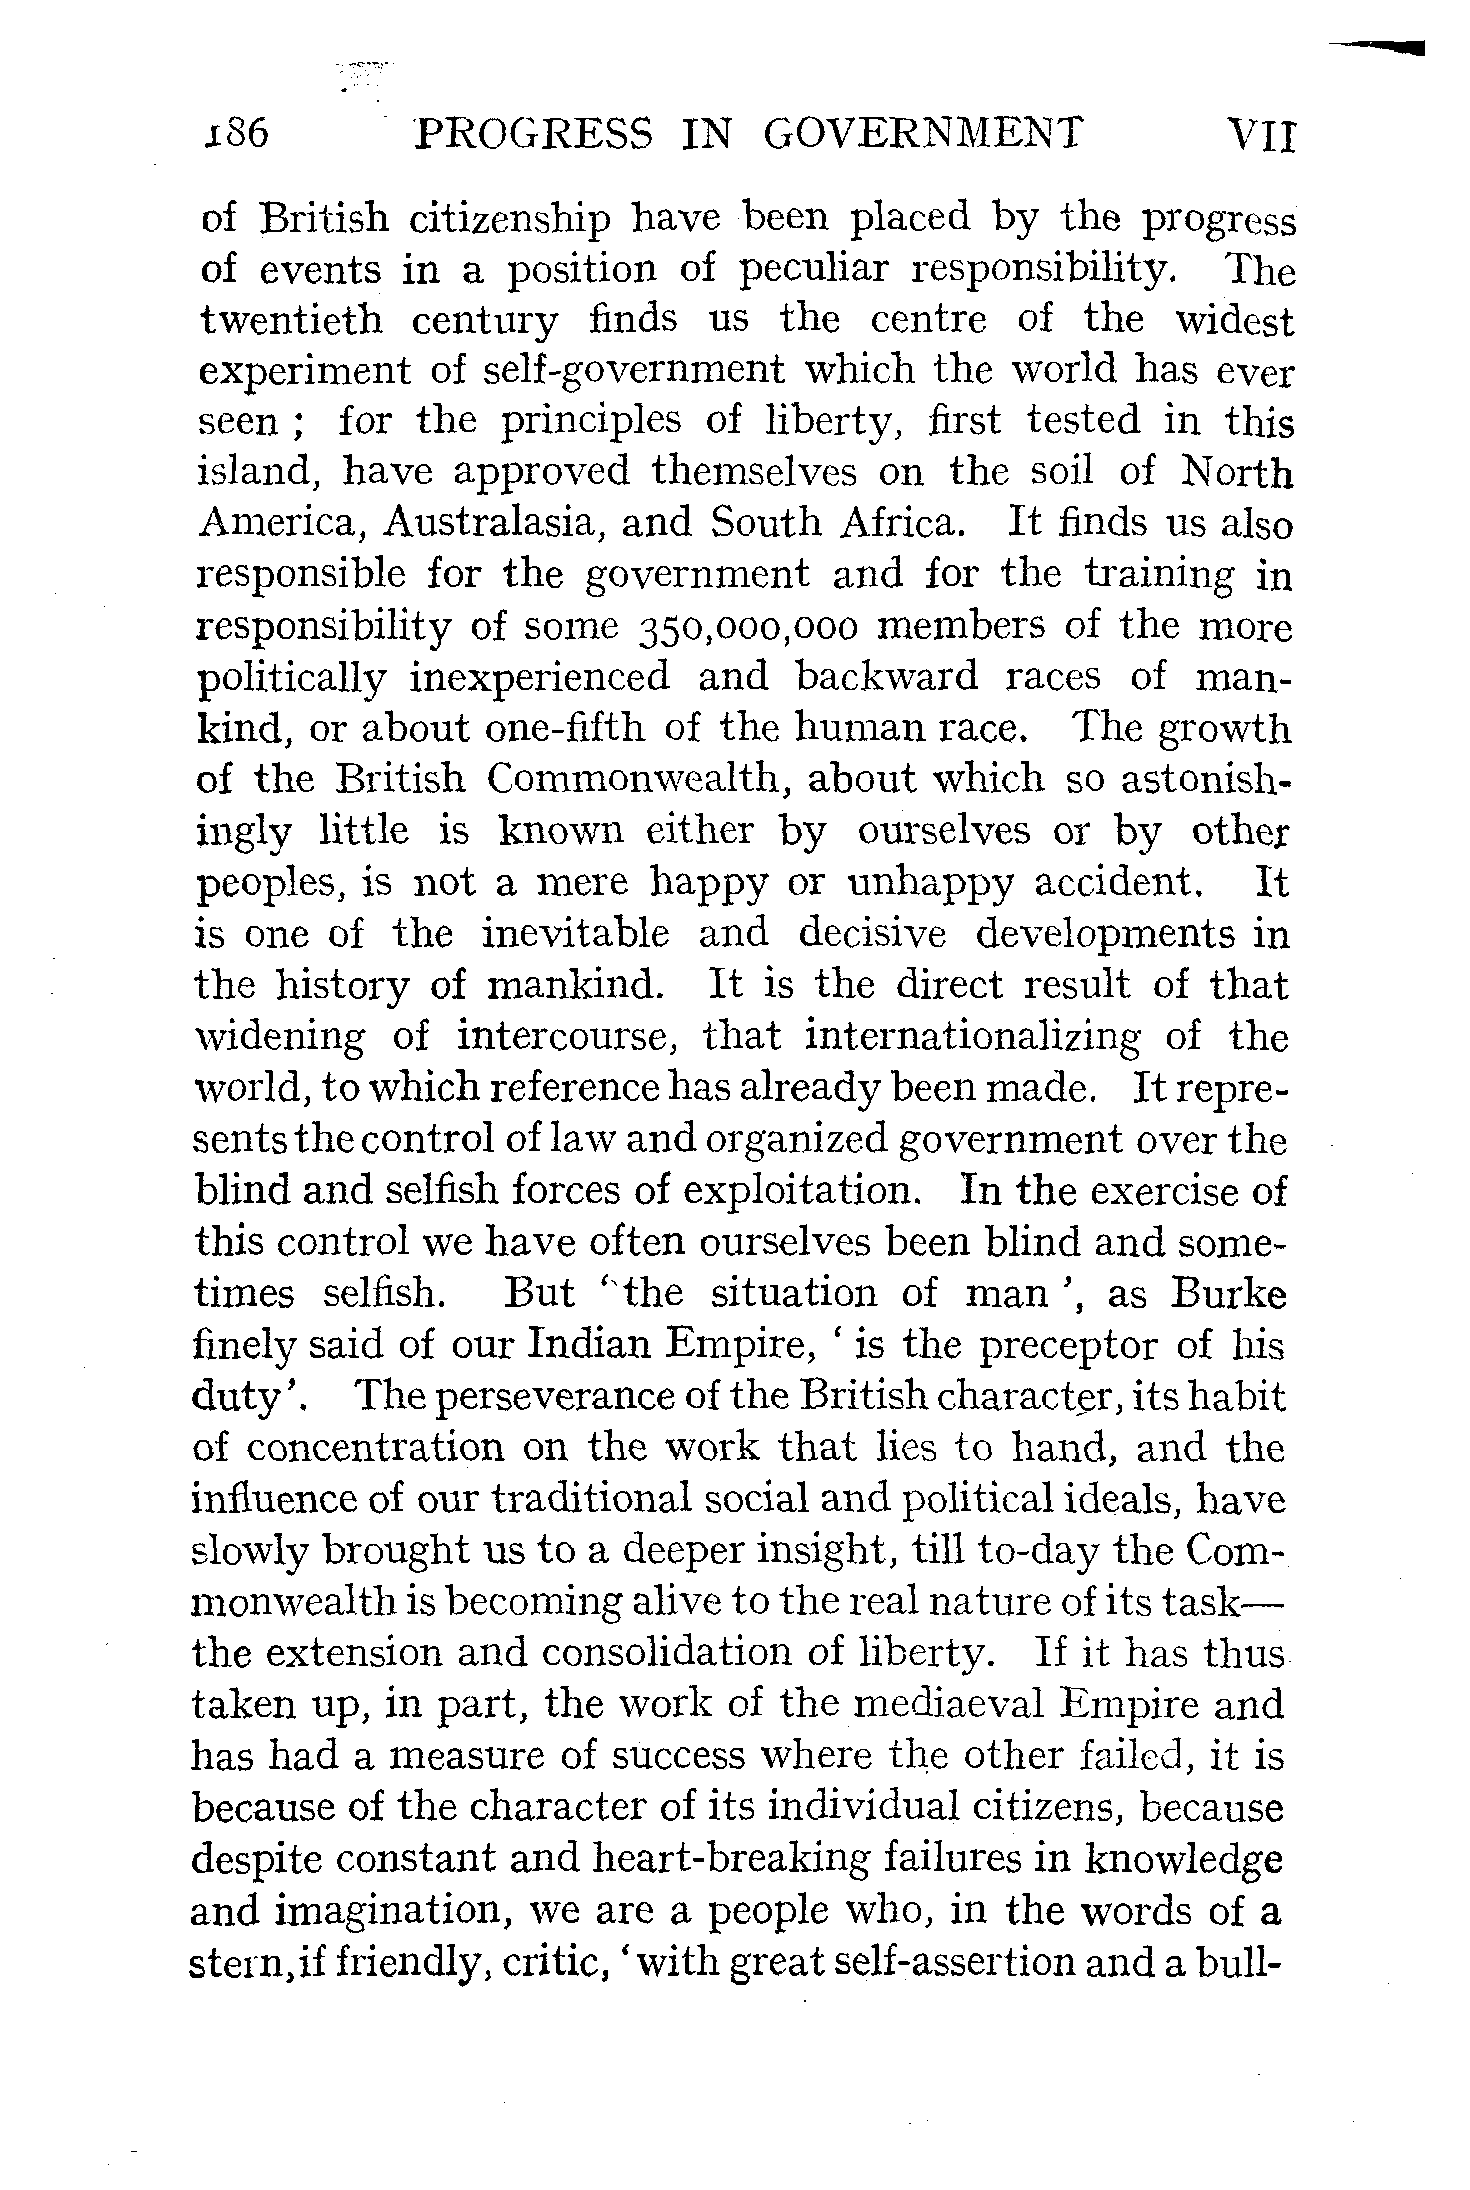 186 PROGRESS IN GOVERNMENT VII
of British citizenship have been placed by the progress
of events in a position of peculiar responsibility. The
twentieth century finds us the centre of the widest
experiment of self-government which the world has ever
seen ; for the principles of liberty, first tested in this
island, have approved themselves on the soil of North
America, Australasia, and South Africa. It finds us also
responsible for the government and for the training in
responsibility of some 350,000,000 members of the more
politically inexperienced and backward races of man-
kind, or about one-fifth of the human race. The growth
of the British Commonwealth, about which so astonish-
ingly little is known either by ourselves or by other
peoples, is not a mere happy or unhappy accident. It
is one of the inevitable and decisive developments in
the history of mankind. It is the direct result of that
widening of intercourse, that internationalizing of the
world, to which reference has already been made. It repre-
sents the control of law and organized government over the
blind and selfish forces of exploitation. In the exercise of
this control we have often ourselves been blind and some-
times selfish. But ‘ the situation of man ’, as Burke
finely said of our Indian Empire, ‘ is the preceptor of his
duty ’. The perseverance of the British character, its habit
of concentration on the work that lies to hand, and the
influence of our traditional social and political ideals, have
slowly brought us to a deeper insight, till to-day the Com-
monwealth is becoming alive to the real nature of its task—
the extension and consolidation of liberty. If it has thus
taken up, in part, the work of the mediaeval Empire and
has had a measure of success where the other failed, it is
because of the character of its individual citizens, because
despite constant and heart-breaking failures in knowledge
and imagination, we are a people who, in the words of a
stern, if friendly, critic, ‘ with great self-assertion and a bull-